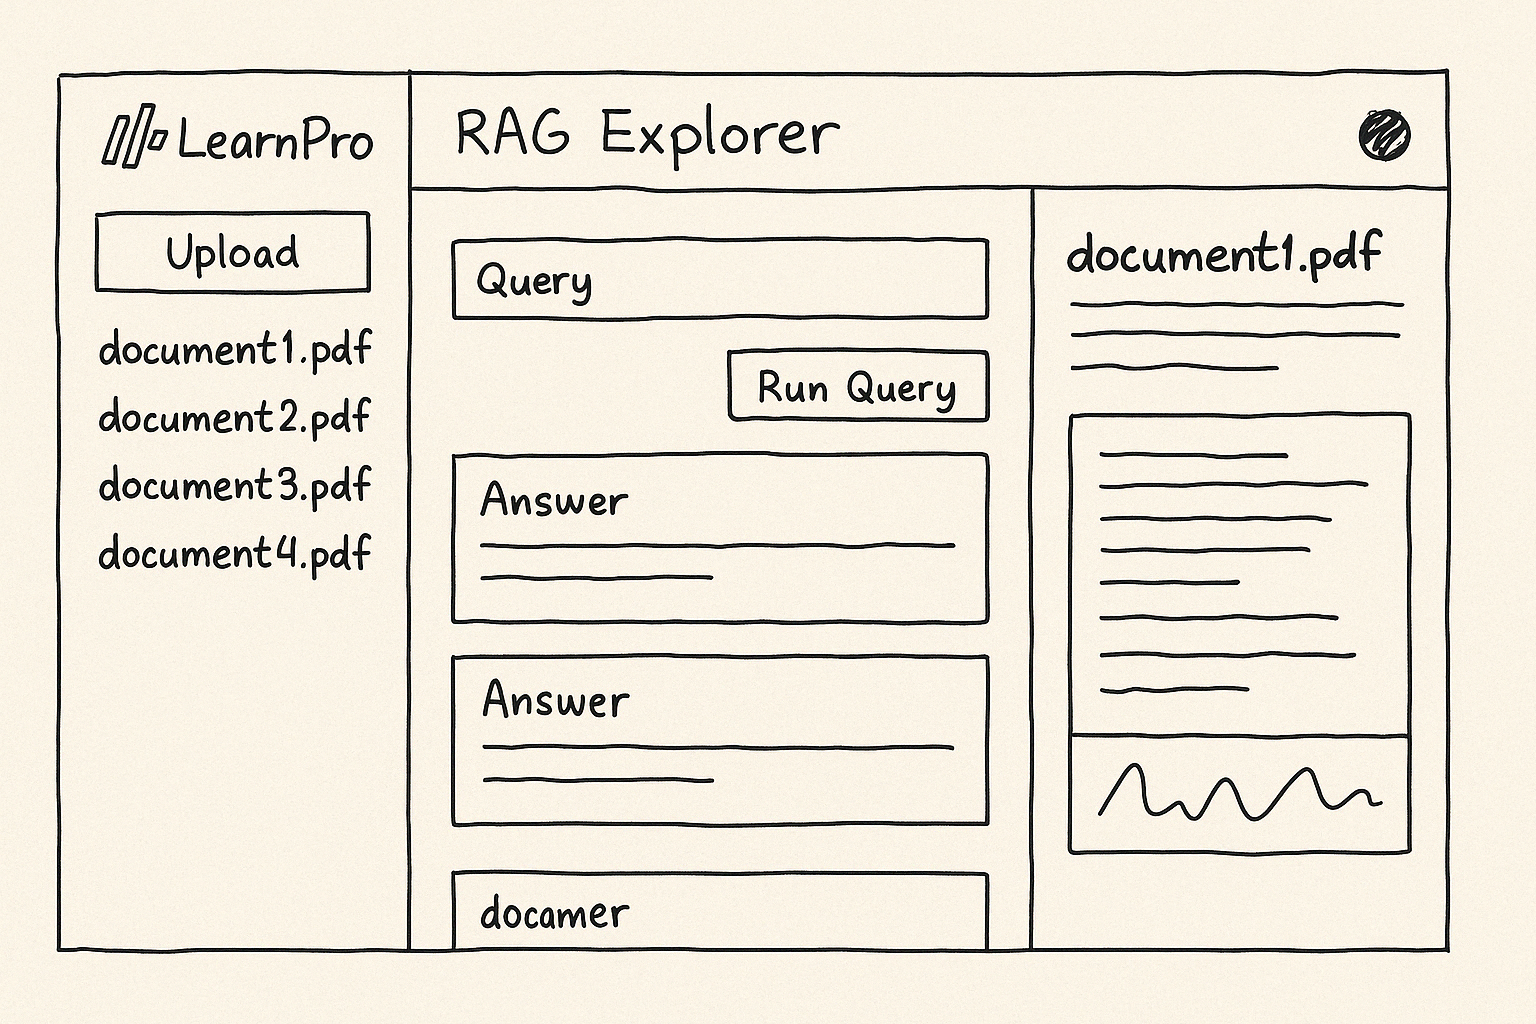 LearnPro
Upload
document1.pdf
document2.pdf
document3.pdf
document4.pdf
RAG Explorer
Query
Run Query
Answer
Answer
docamer
document1.pdf